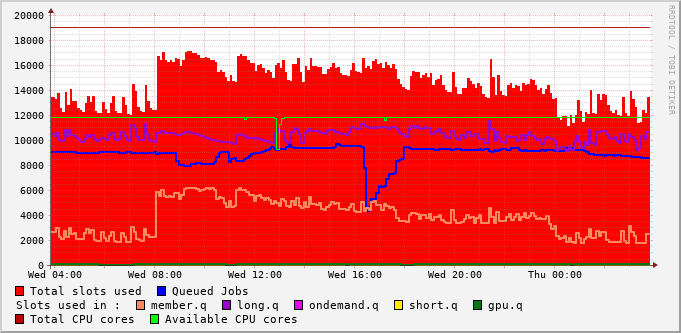 20000
18000
16000
14000
12000
10000
8000
6000
4000
2000
0
Wed 04:00 Wed 08:00 Wed 12:00 Wed 16:00 Wed 20:00 Thu 00:00
Total slots used Queued Jobs
Slots used in : member.q long.q ondemand.q short.q gpu.q
Total CPU cores Available CPU cores
RRDTOOL / TOBI OETIKER